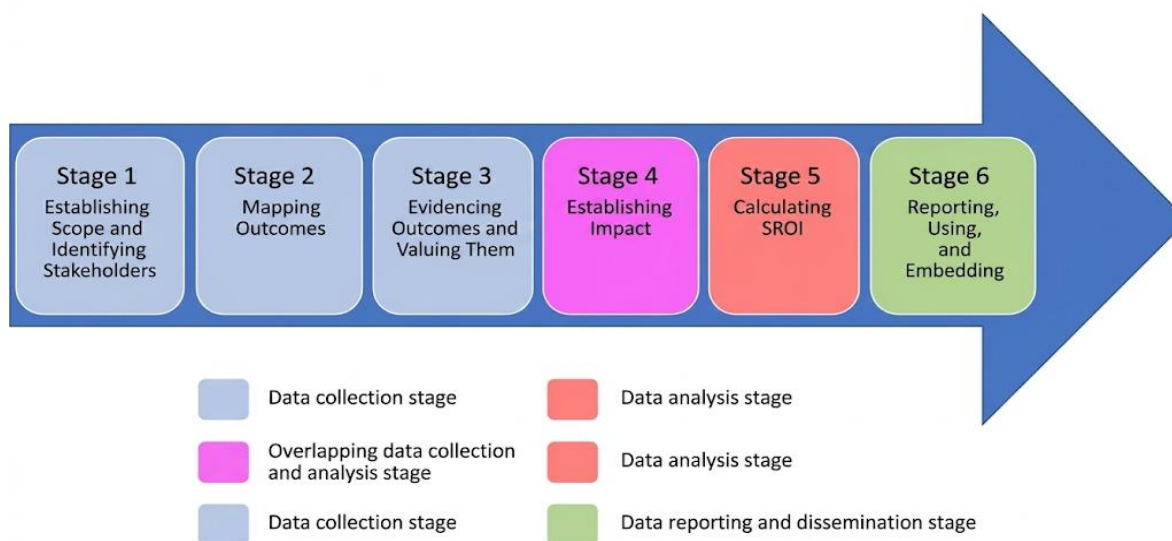 Stage 1
Establishing
Scope and
Identifying
Stakeholders
Stage 2
Mapping
Outcomes
Stage 3
Evidencing
Outcomes and
Valuing Them
Stage 4
Establishing
Impact
Stage 5
Calculating
SROI
Stage 6
Reporting,
Using,
and
Embedding
Data collection stage
Overlapping data collection
and analysis stage
Data collection stage
Data analysis stage
Data analysis stage
Data reporting and dissemination stage